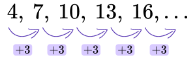 4, 7, 10, 13, 16, ...
+3 +3 +3 +3 +3